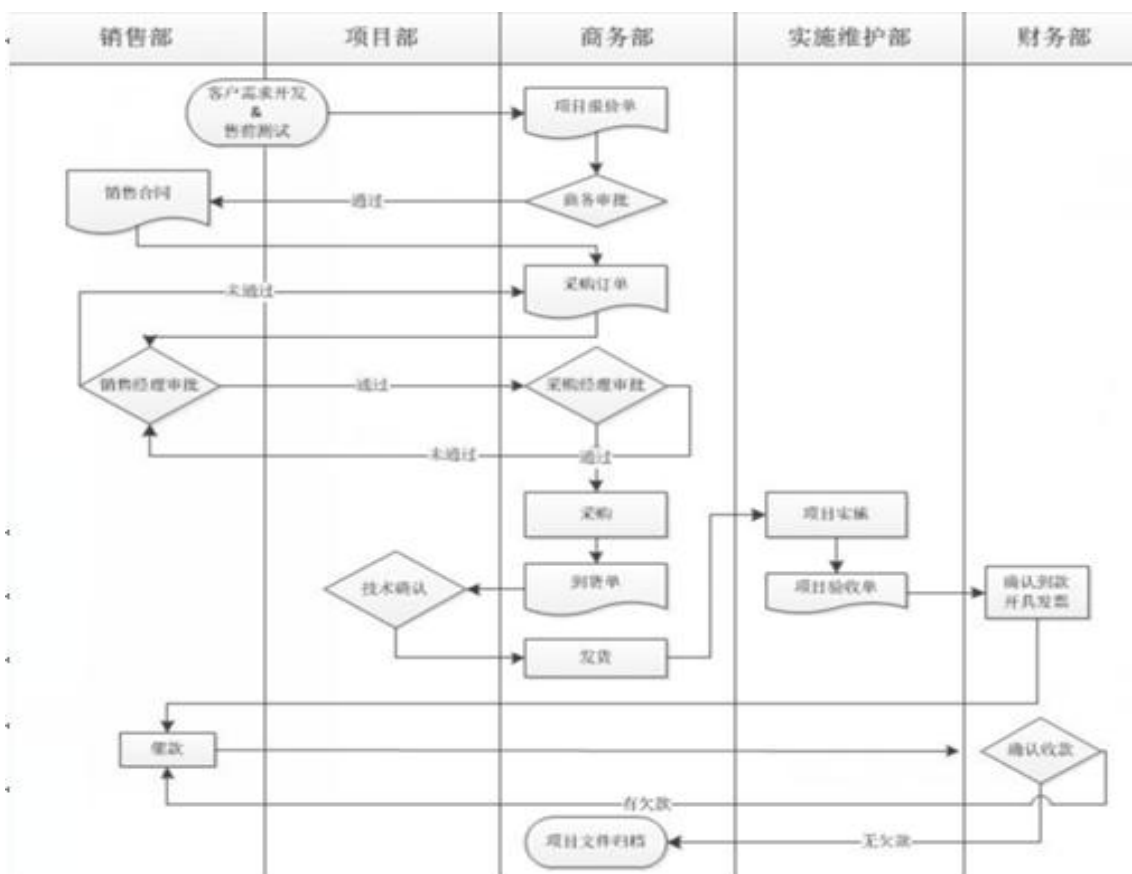 销售部
项目部
商务部
实施维护部
财务部
客户需求开发
&
售前测试
项目报价单
销售合同
通过
商务审批
采购订单
未通过
销售经理审批
通过
采购经理审批
未通过
通过
采购
项目实施
技术确认
到货单
项目验收单
确认到款
开具发票
发货
催款
确认收款
有欠款
项目文件归档
无欠款